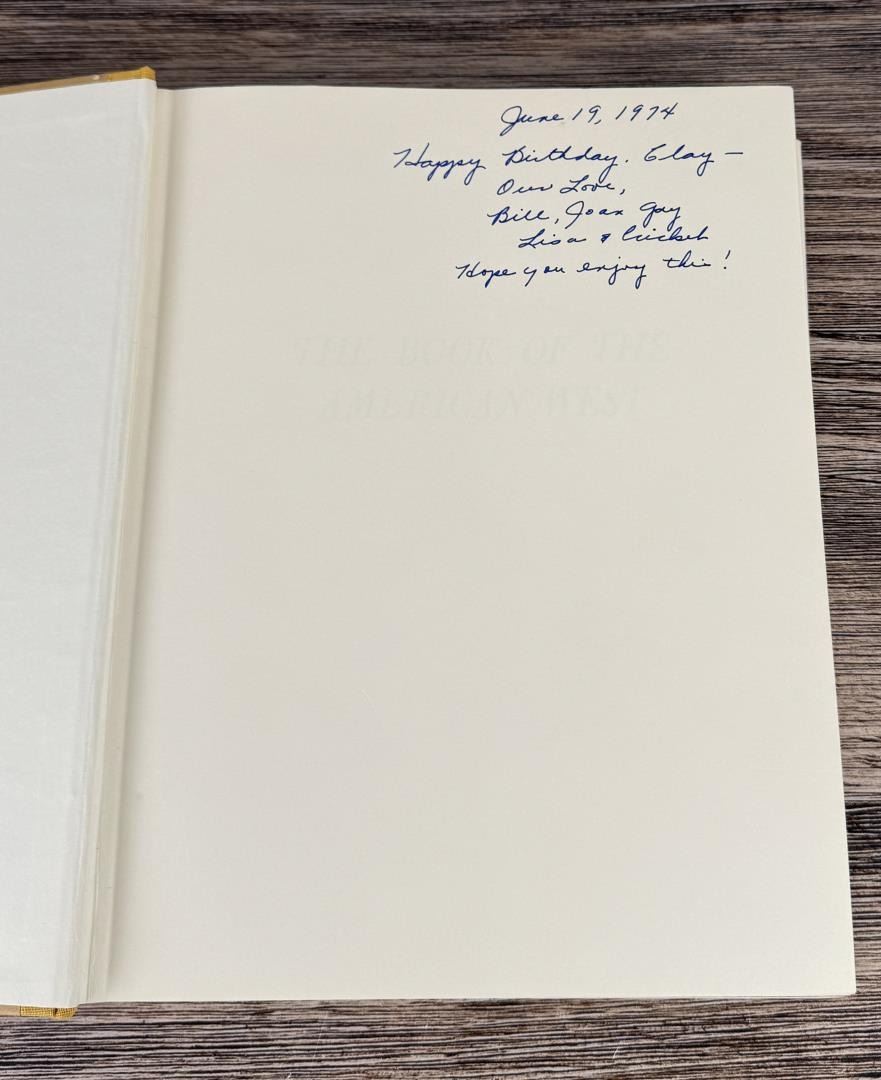 June 19, 1974
Happy Birthday, Clay –
Our Love,
Bill, Joan Gay
Lisa & Cricket
Hope you enjoy this!
THE BOOK OF THE
AMERICAN WEST